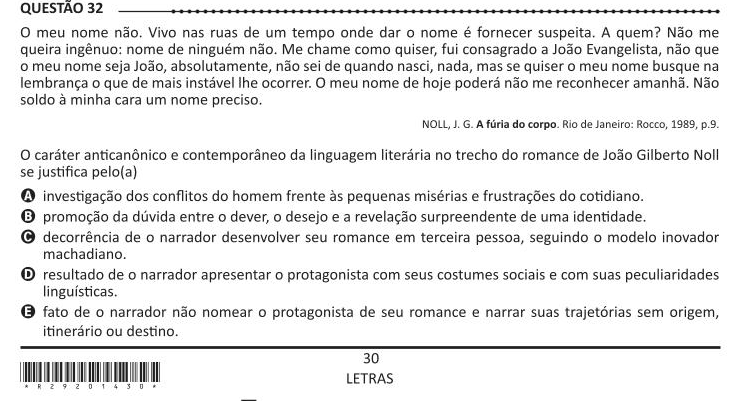 QUESTÃO 32
O meu nome não. Vivo nas ruas de um tempo onde dar o nome é fornecer suspeita. A quem? Não me
queira ingênuo: nome de ninguém não. Me chame como quiser, fui consagrado a João Evangelista, não que
o meu nome seja João, absolutamente, não sei de quando nasci, nada, mas se quiser o meu nome busque na
lembrança o que de mais instável lhe ocorrer. O meu nome de hoje poderá não me reconhecer amanhã. Não
soldo à minha cara um nome preciso.
NOLL, J. G. A fúria do corpo. Rio de Janeiro: Rocco, 1989, p.9.
O caráter anticanônico e contemporâneo da linguagem literária no trecho do romance de João Gilberto Noll
se justifica pelo(a)
A investigação dos conflitos do homem frente às pequenas misérias e frustrações do cotidiano.
B promoção da dúvida entre o dever, o desejo e a revelação surpreendente de uma identidade.
C decorrência de o narrador desenvolver seu romance em terceira pessoa, seguindo o modelo inovador
machadiano.
D resultado de o narrador apresentar o protagonista com seus costumes sociais e com suas peculiaridades
linguísticas.
E fato de o narrador não nomear o protagonista de seu romance e narrar suas trajetórias sem origem,
itinerário ou destino.
30
LETRAS
* R 2 9 2 0 1 4 3 0 *